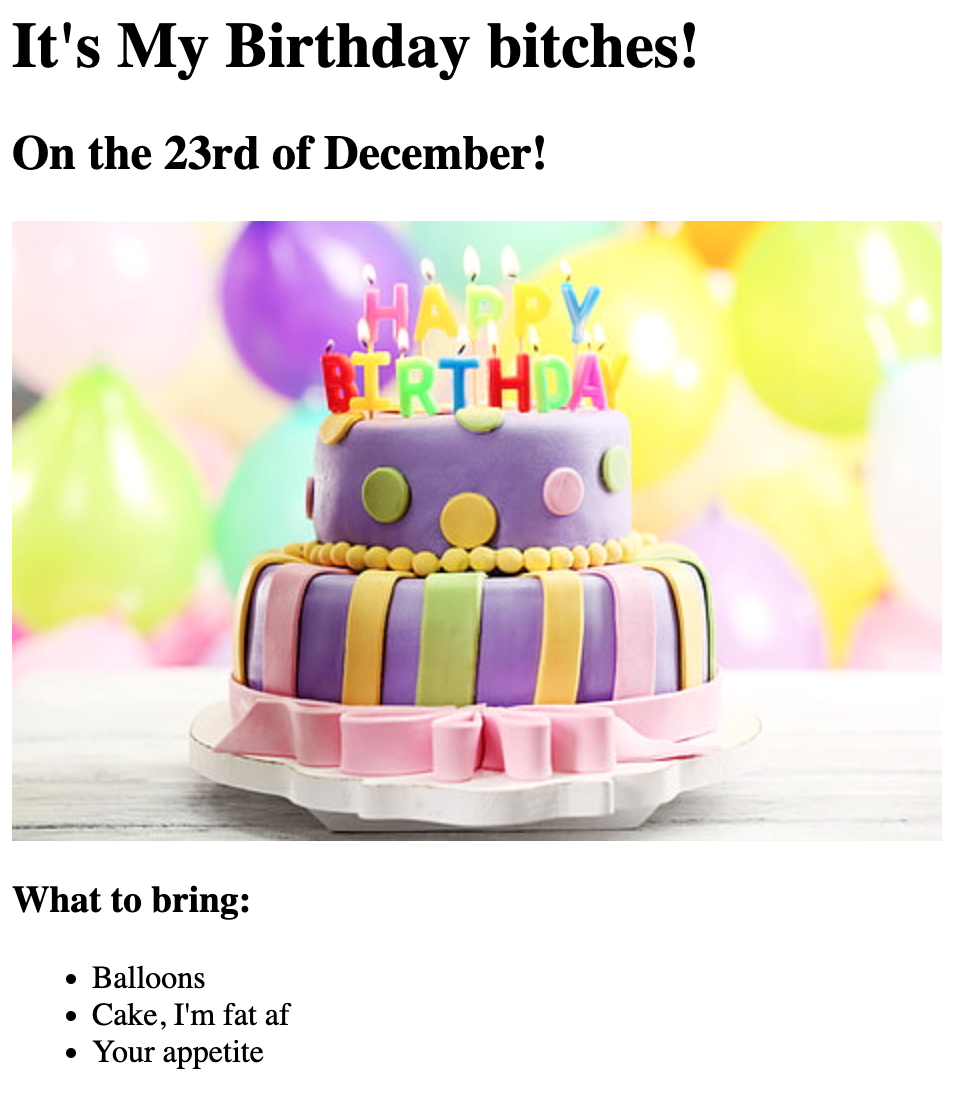 It's My Birthday bitches!
On the 23rd of December!
HAPPY
BIRTHDAY
What to bring:
Balloons
Cake, I'm fat af
Your appetite